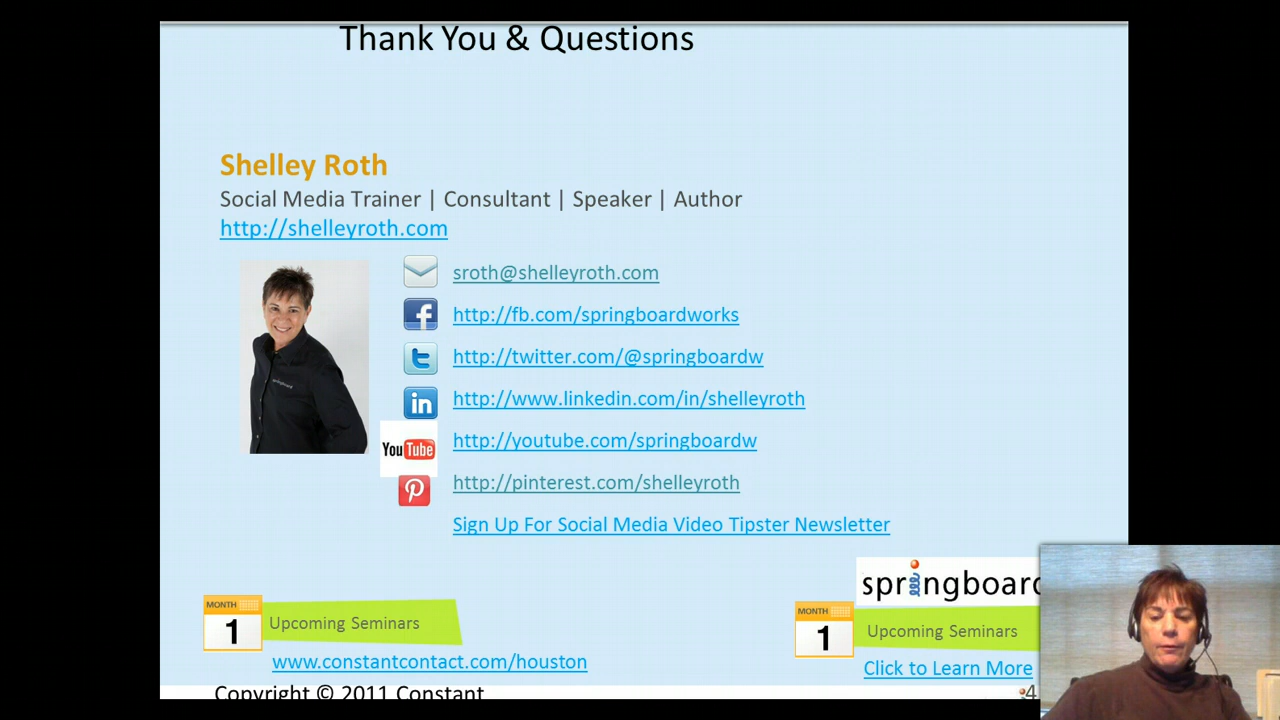 Thank You & Questions
Shelley Roth
Social Media Trainer | Consultant | Speaker | Author
http://shelleyroth.com
sroth@shelleyroth.com
http://fb.com/springboardworks
http://twitter.com/@springboardw
in http://www.linkedin.com/in/shelleyroth
You Tube http://youtube.com/springboardw
http://pinterest.com/shelleyroth
Sign Up For Social Media Video Tipster Newsletter
springboard
MONTH
1
Upcoming Seminars
www.constantcontact.com/houston
MONTH
1
Upcoming Seminars
Click to Learn More
Copyright © 2011 Constant
4